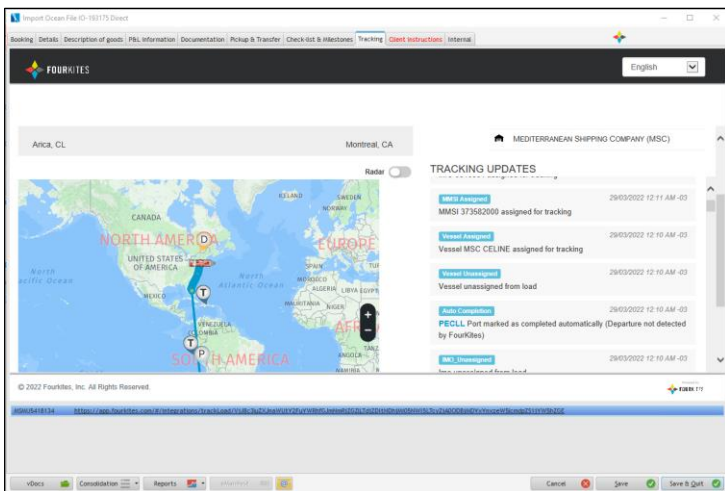 Import Ocean File IO-193175 Direct
Booking Details Description of goods P&L Information Documentation Pickup & Transfer Check-list & Milestones Tracking Client Instructions Internal
FOURKITES
English
Arica, CL
Montreal, CA
MEDITERRANEAN SHIPPING COMPANY (MSC)
Radar
TRACKING UPDATES
MMSI Assigned
29/03/2022 12:11 AM -03
MMSI 373582000 assigned for tracking
Vessel Assigned
29/03/2022 12:10 AM -03
Vessel MSC CELINE assigned for tracking
Vessel Unassigned
29/03/2022 12:10 AM -03
Vessel unassigned from load
Auto Completion
29/03/2022 12:10 AM -03
PECLL Port marked as completed automatically (Departure not detected
by FourKites)
IMO_Unassigned
29/03/2022 12:10 AM -03
Imo unassigned from load
ICELAND
SWEDEN
NORWAY
CANADA
D
NORTH AMERICA
EUROPE
UNITED STATES
OF AMERICA
SPAIN
North
Atlantic Ocean
MOROCCO
ALGERIA
LIBYA
EGYPT
MEXICO
T
MAURITANIA
NIGER
VENEZUELA
COLOMBIA
T
P
SOUTH AMERICA
ANGOLA
NAMIBIA
+
−
© 2022 Fourkites, Inc. All Rights Reserved.
vDocs
Consolidation
Reports
Cancel
Save
Save & Quit